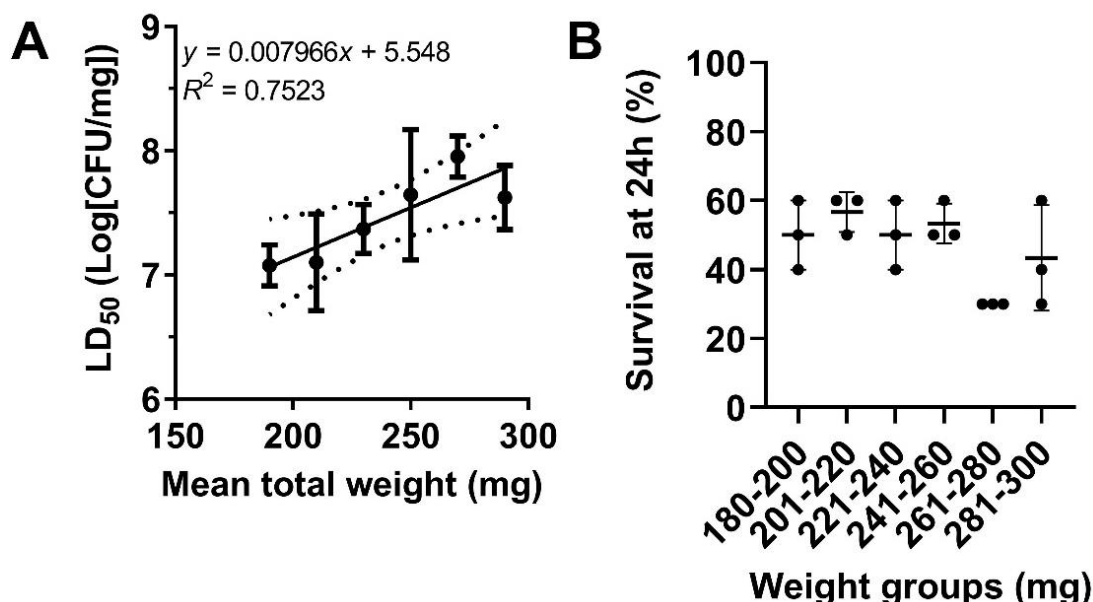 A
y = 0.007966x + 5.548
R² = 0.7523
LD₅₀ (Log[CFU/mg])
9
8
7
6
150 200 250 300
Mean total weight (mg)
B
Survival at 24h (%)
100
80
60
40
20
0
180-200
201-220
221-240
241-260
261-280
281-300
Weight groups (mg)